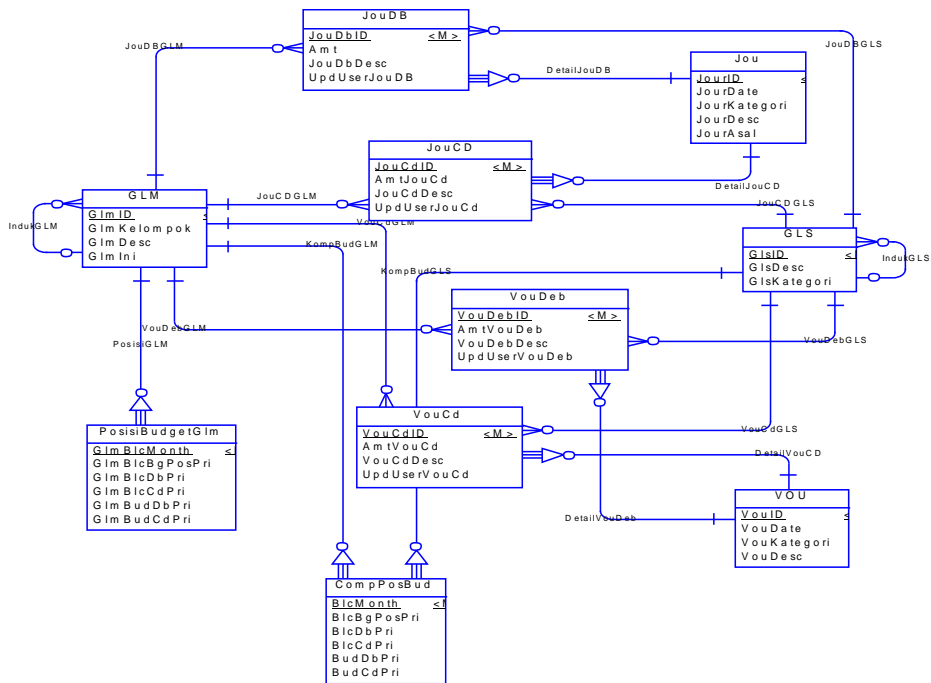 JouDB
JouDbID <M>
Amt
JouDbDesc
UpdUserJouDB
JouDBGLM
JouDBGLS
DetailJouDB
Jou
JourID <
JourDate
JourKategori
JourDesc
JourAsal
JouCD
JouCdID <M>
AmtJouCd
JouCdDesc
UpdUserJouCd
DetailJouCD
JouCDGLM
JouCDGLS
GLM
GlmID <
GlmKelompok
GlmDesc
GlmIni
IndukGLM
VouCdGLM
KompBudGLM
GLS
GlsID <
GlsDesc
GlsKategori
IndukGLS
KompBudGLS
VouDeb
VouDebID <M>
AmtVouDeb
VouDebDesc
UpdUserVouDeb
VouDebGLM
VouDebGLS
PosisiGLM
VouCd
VouCdID <M>
AmtVouCd
VouCdDesc
UpdUserVouCd
VouCdGLS
DetailVouCD
PosisiBudgetGlm
GlmBlcMonth <
GlmBlcBgPosPri
GlmBlcDbPri
GlmBlcCdPri
GlmBudDbPri
GlmBudCdPri
VOU
VouID <
VouDate
VouKategori
VouDesc
DetailVouDeb
CompPosBud
BlcMonth <
BlcBgPosPri
BlcDbPri
BlcCdPri
BudDbPri
BudCdPri